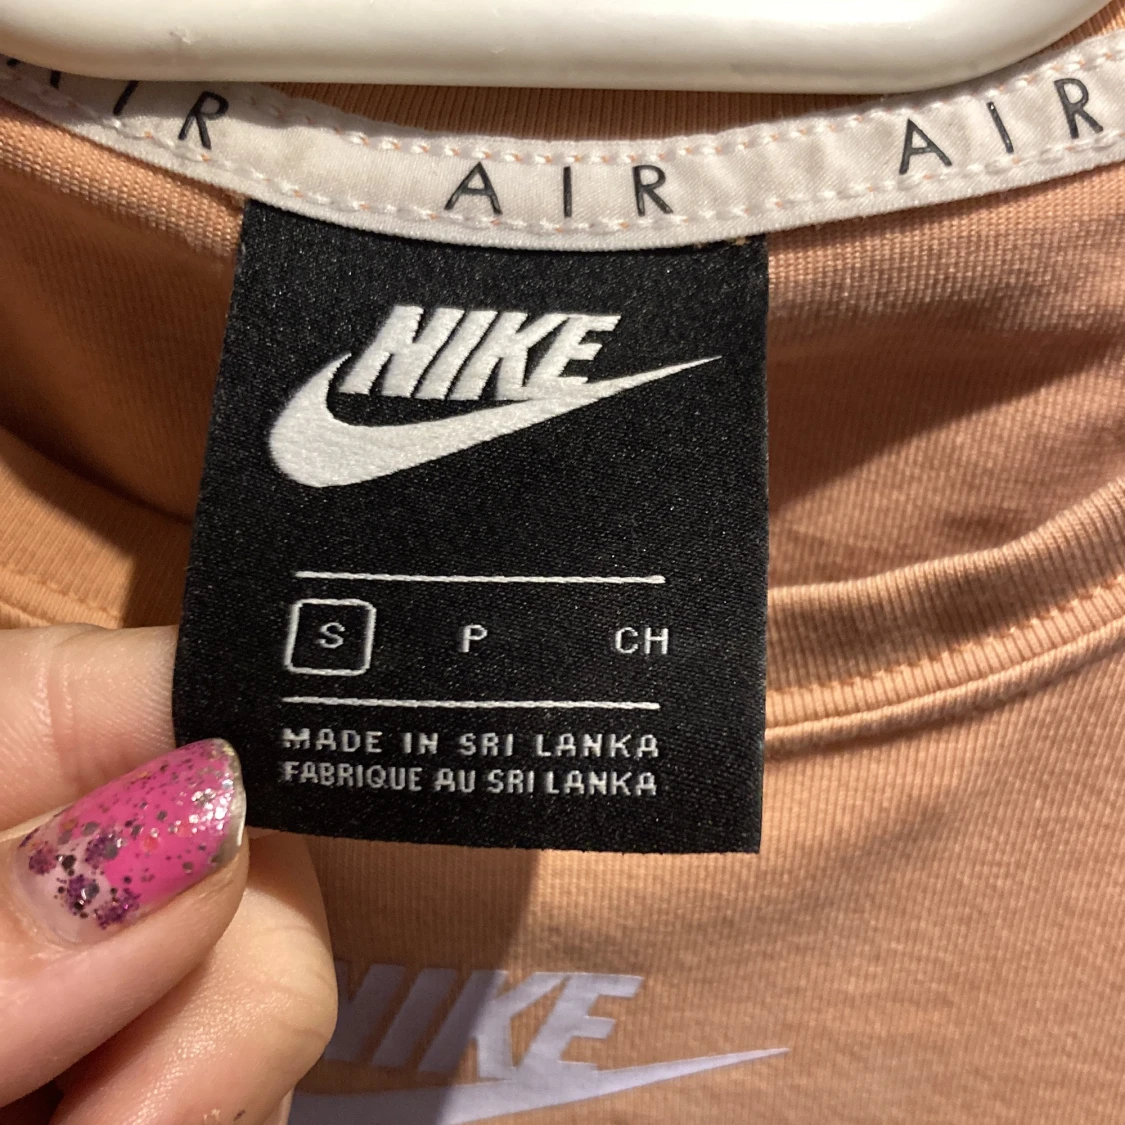 AIR AIR AIR
NIKE
S P CH
MADE IN SRI LANKA
FABRIQUE AU SRI LANKA
NIKE